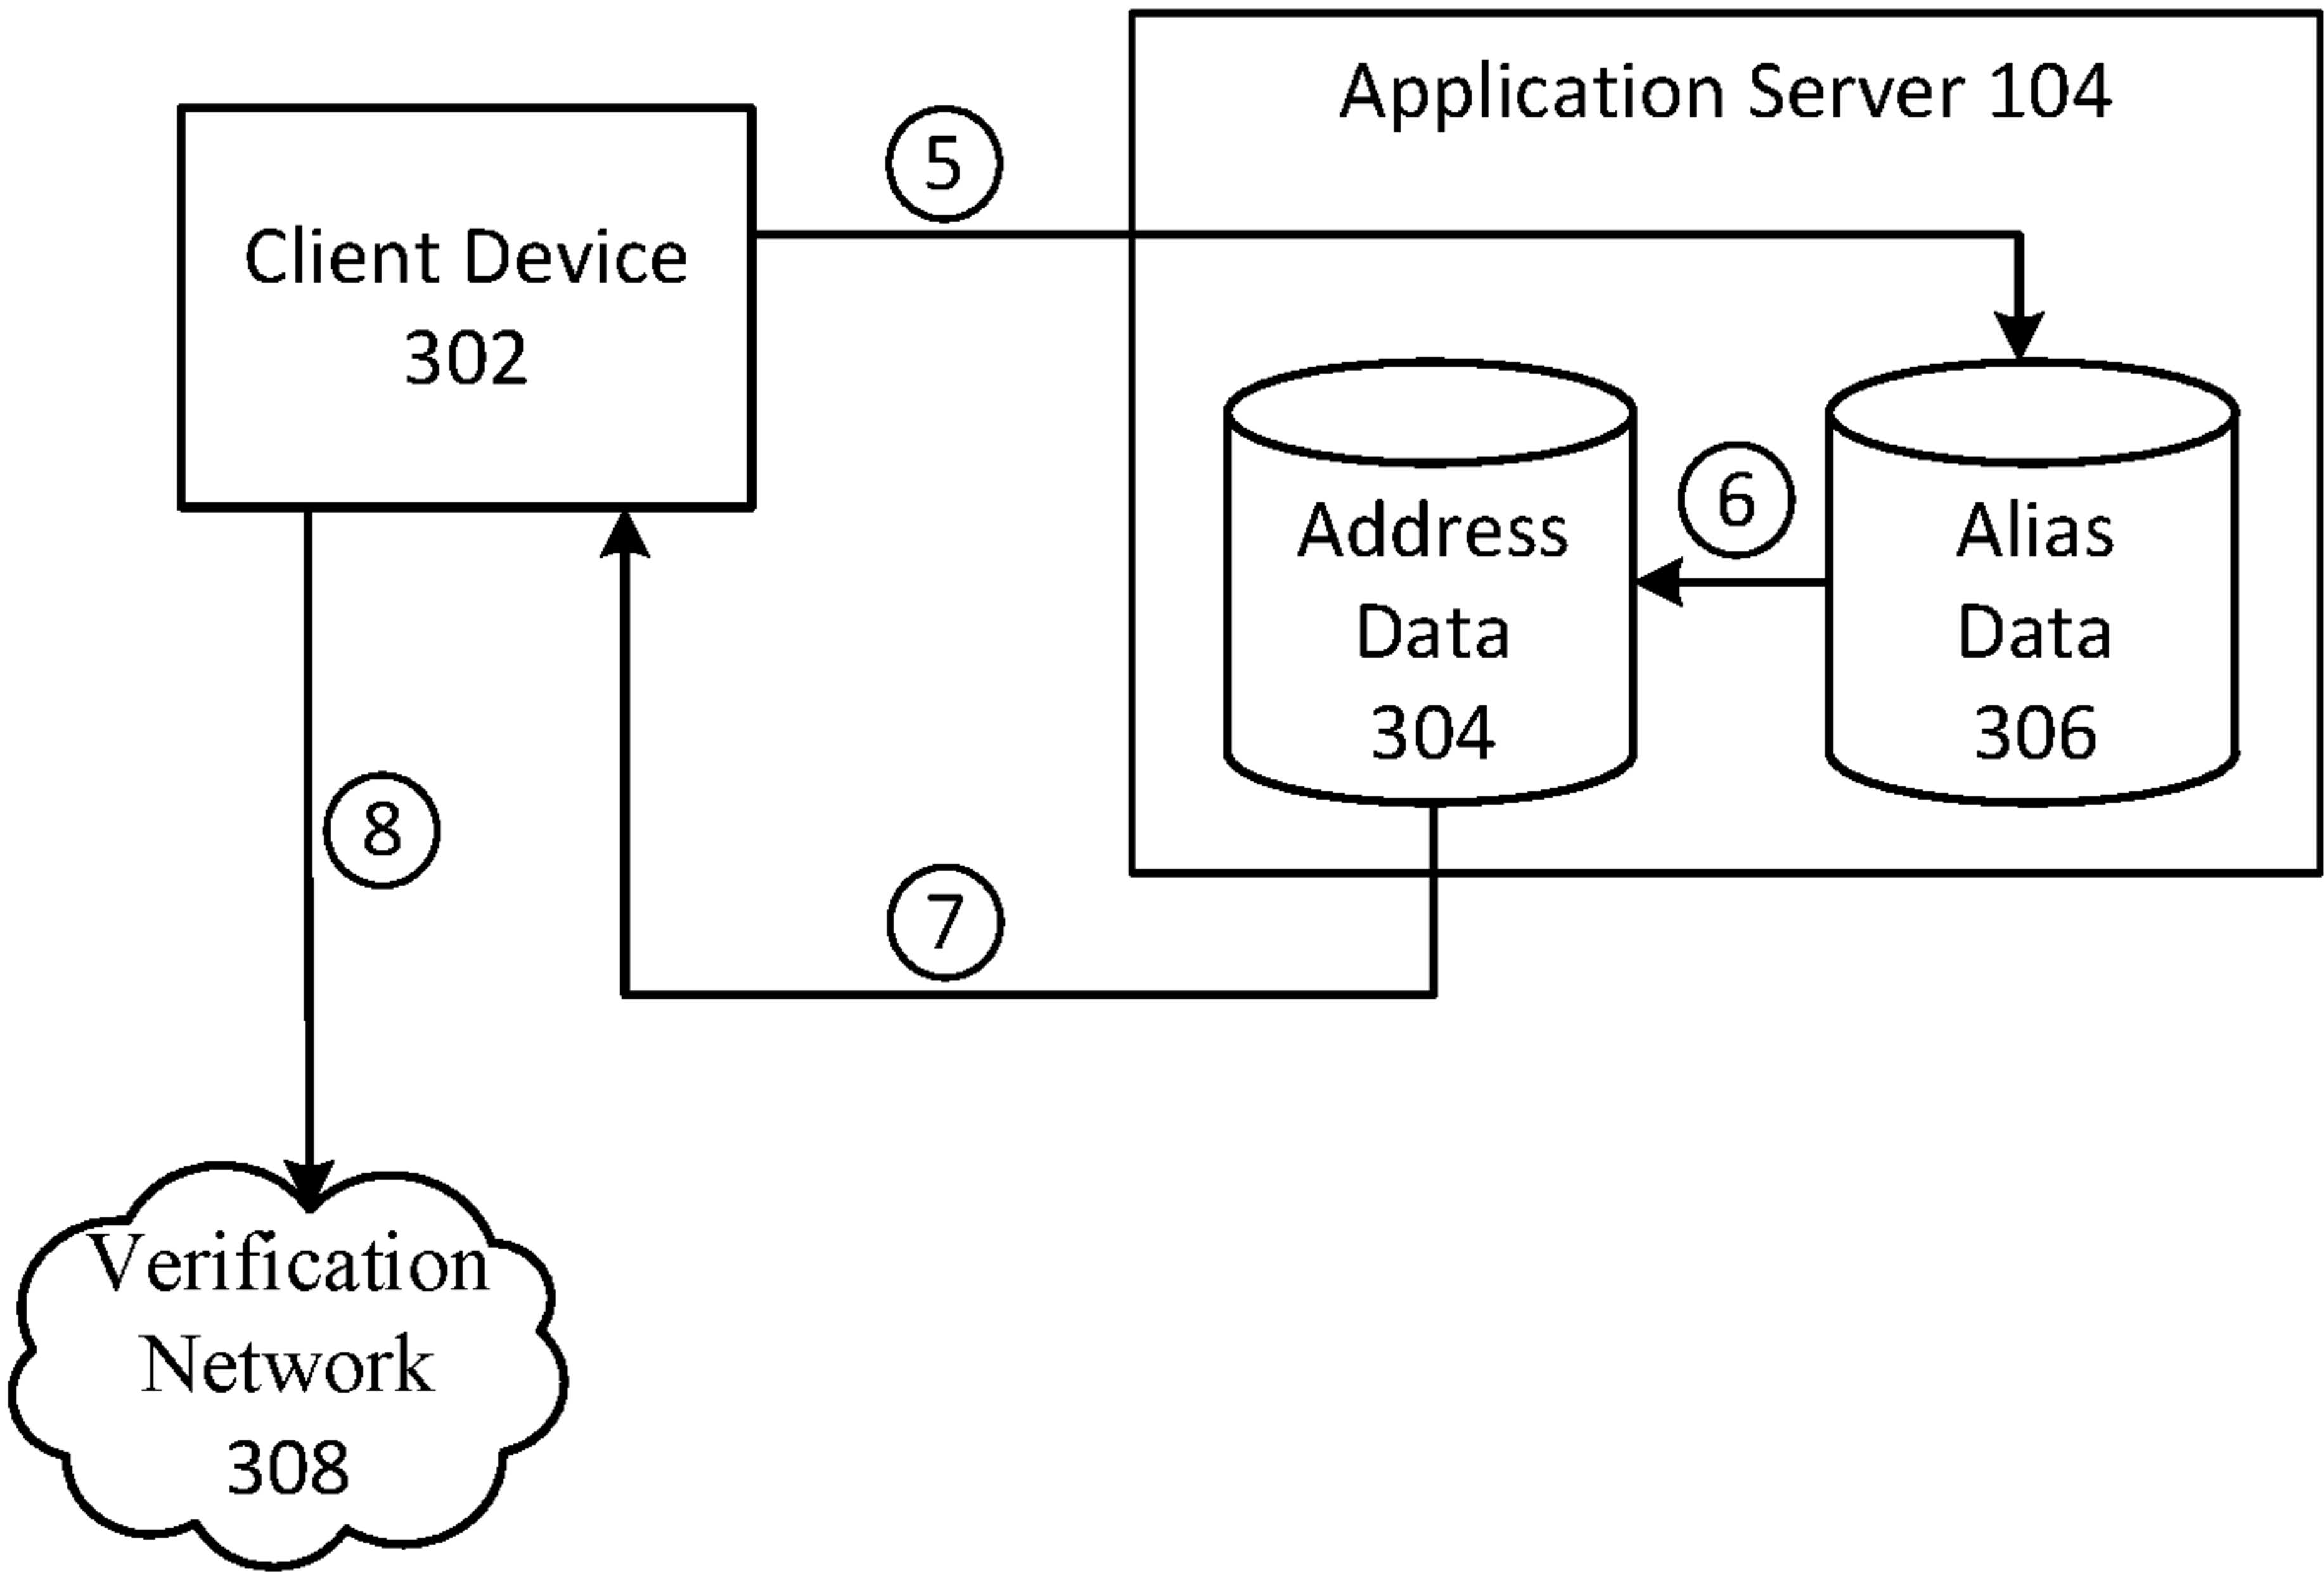 Application Server 104
5
Client Device
302
6
Address
Data
304
Alias
Data
306
8
7
Verification
Network
308